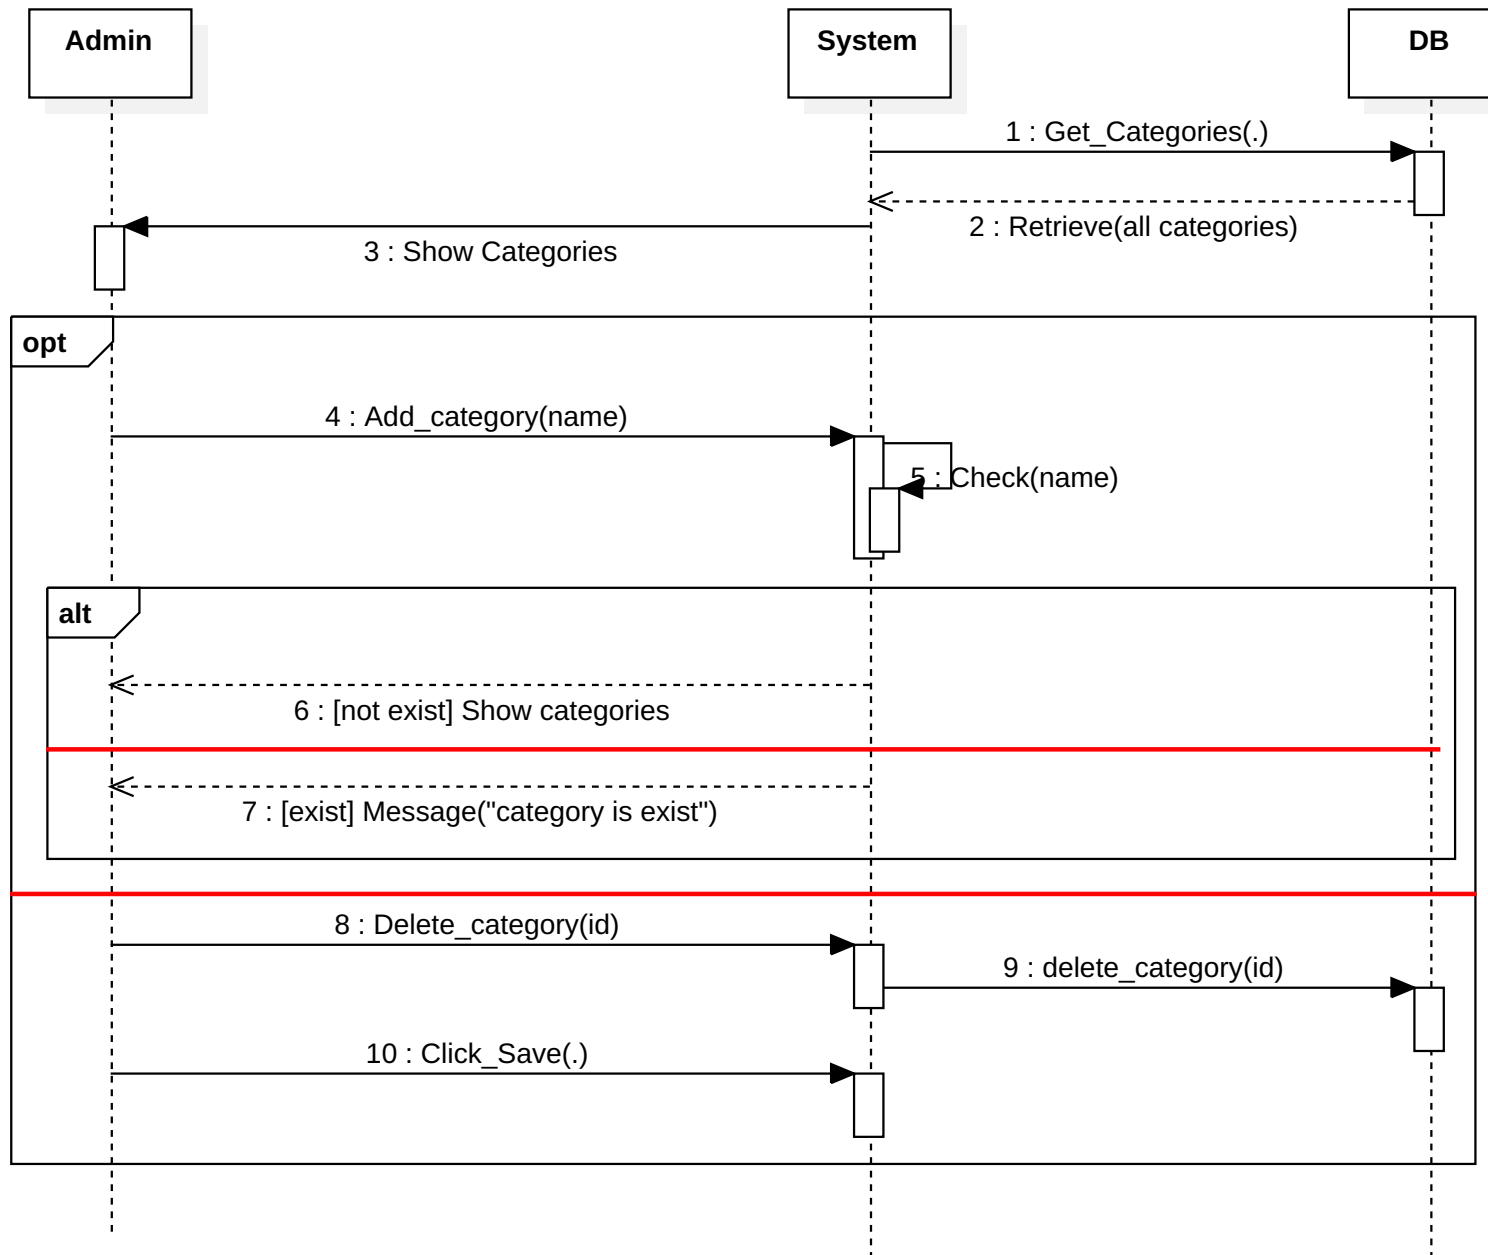 Admin
System
DB
1 : Get_Categories(.)
2 : Retrieve(all categories)
3 : Show Categories
opt
4 : Add_category(name)
5 : Check(name)
alt
6 : [not exist] Show categories
7 : [exist] Message("category is exist")
8 : Delete_category(id)
9 : delete_category(id)
10 : Click_Save(.)